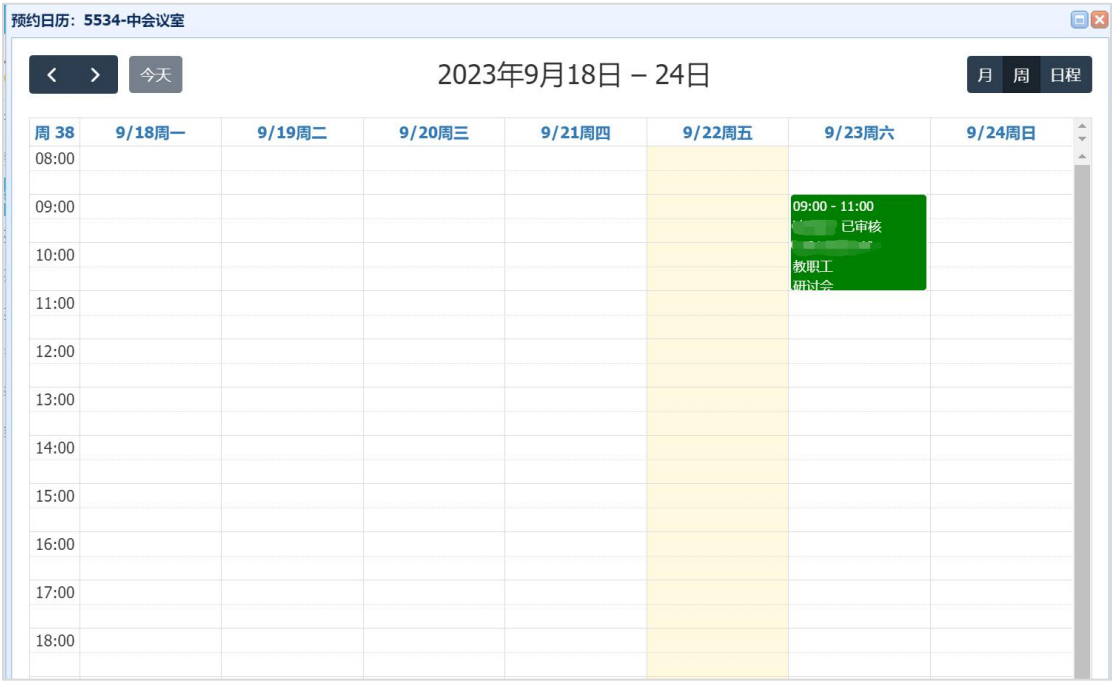 预约日历：5534-中会议室
今天
2023年9月18日 – 24日
月 周 日程
周 38 9/18周一 9/19周二 9/20周三 9/21周四 9/22周五 9/23周六 9/24周日
08:00
09:00
09:00 - 11:00
已审核
10:00
教职工
研讨会
11:00
12:00
13:00
14:00
15:00
16:00
17:00
18:00